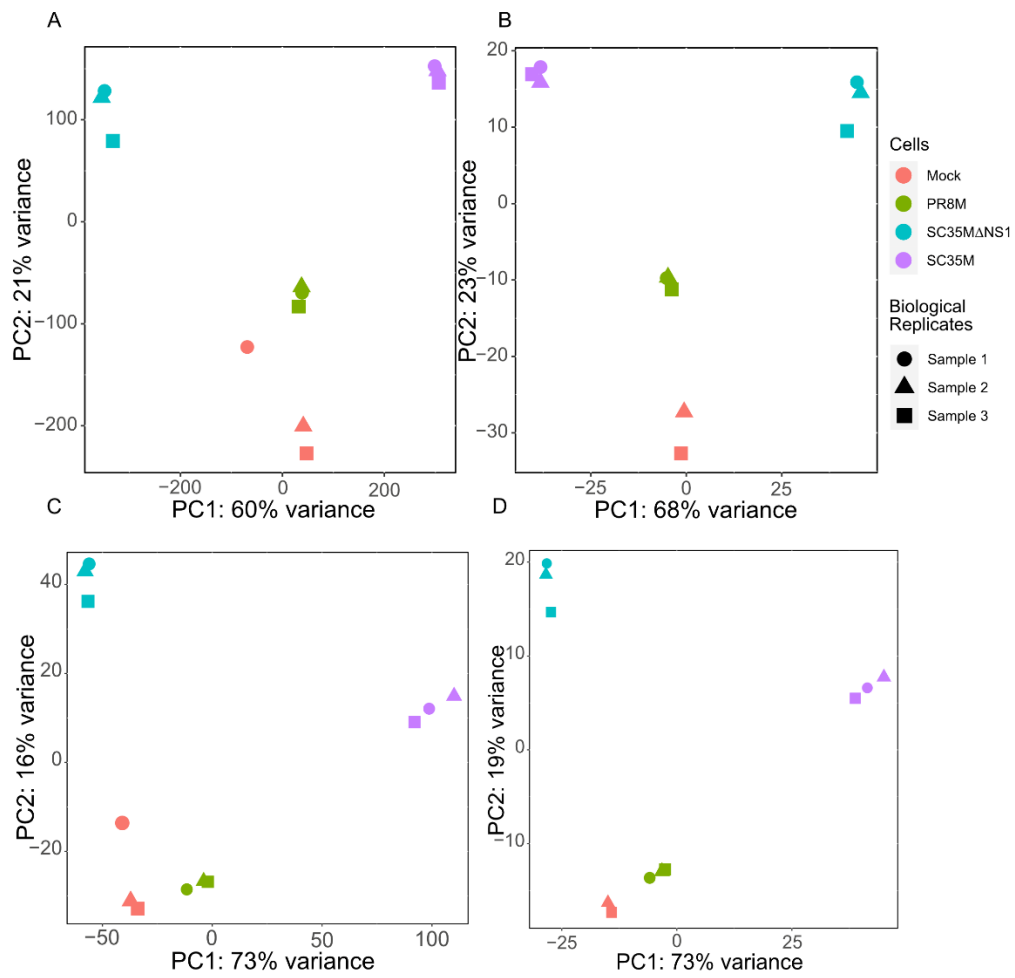 A
B
100
0
−100
−200
PC2: 21% variance
−200
0
200
PC1: 60% variance
20
10
0
−10
−20
−30
PC2: 23% variance
−25
0
25
PC1: 68% variance
Cells
Mock
PR8M
SC35MΔNS1
SC35M
Biological
Replicates
Sample 1
Sample 2
Sample 3
C
D
40
20
0
−20
PC2: 16% variance
−50
0
50
100
PC1: 73% variance
20
10
0
−10
PC2: 19% variance
−25
0
25
PC1: 73% variance